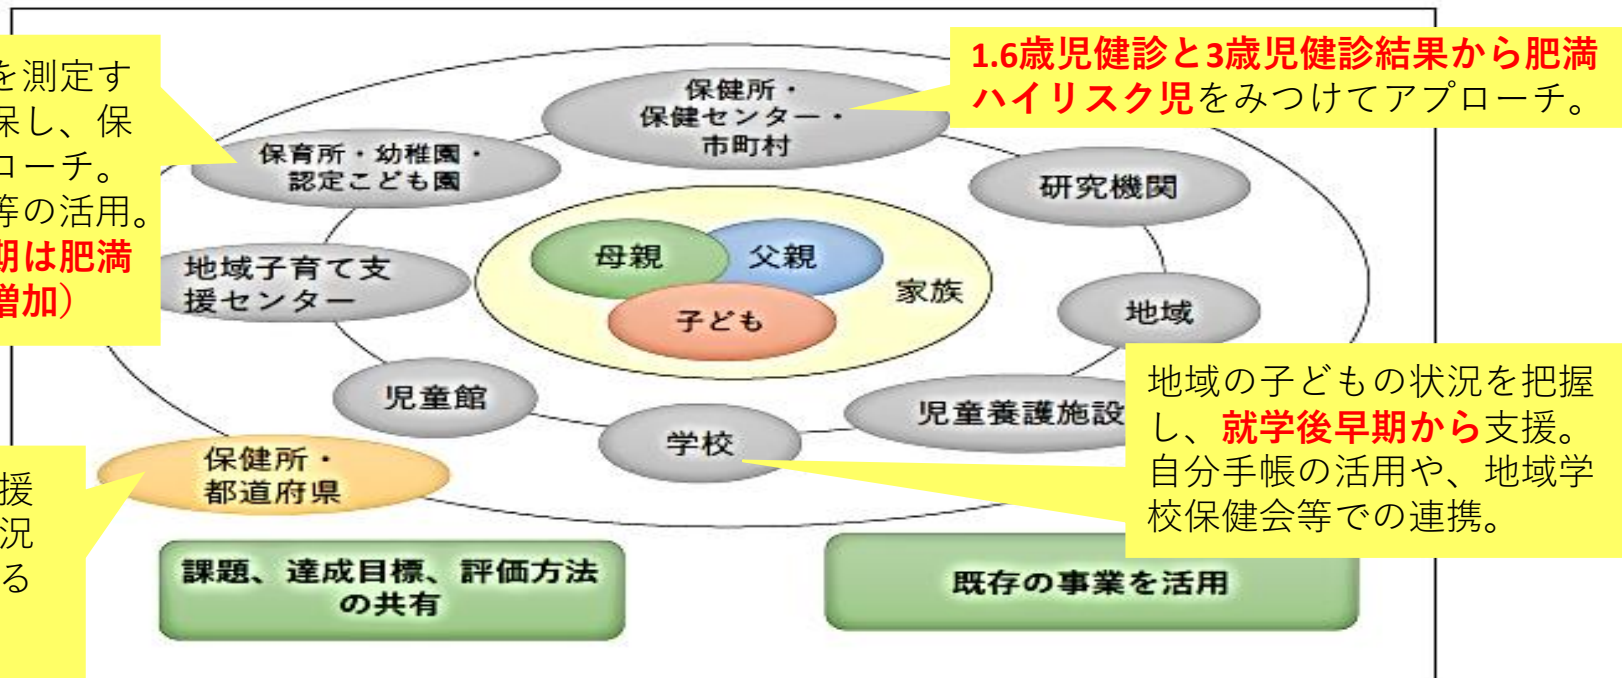 を測定す
保し、保
ローチ。
等の活用。
期は肥満
増加）
1.6歳児健診と3歳児健診結果から肥満
ハイリスク児をみつけてアプローチ。
保健所・
保健センター・
市町村
保育所・幼稚園・
認定こども園
研究機関
母親
父親
家族
子ども
地域子育て支
援センター
地域
児童館
学校
児童養護施設
地域の子どもの状況を把握
し、就学後早期から支援。
自分手帳の活用や、地域学
校保健会等での連携。
保健所・
都道府県
援
況
る
課題、達成目標、評価方法
の共有
既存の事業を活用